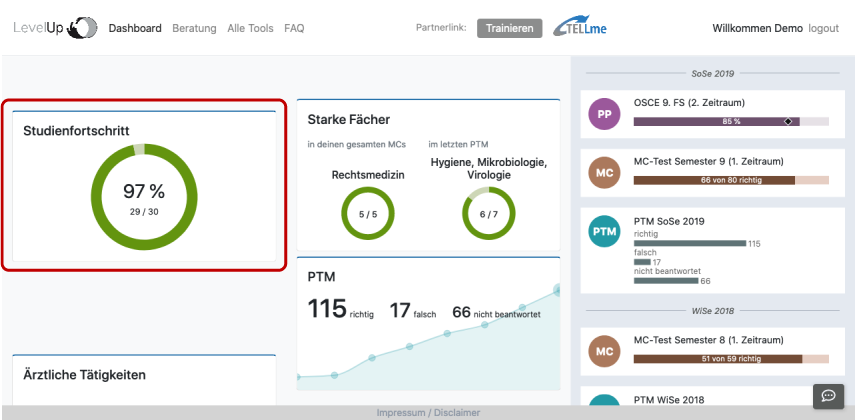 LevelUp Dashboard Beratung Alle Tools FAQ Partnerlink: Trainieren TELLme Willkommen Demo logout
Studienfortschritt
97 %
29 / 30
Ärztliche Tätigkeiten
Starke Fächer
in deinen gesamten MCs
Rechtsmedizin
5 / 5
im letzten PTM
Hygiene, Mikrobiologie,
Virologie
6 / 7
PTM
115 richtig 17 falsch 66 nicht beantwortet
SoSe 2019
PP
OSCE 9. FS (2. Zeitraum)
85 %
MC
MC-Test Semester 9 (1. Zeitraum)
66 von 80 richtig
PTM
PTM SoSe 2019
richtig
115
falsch
17
nicht beantwortet
66
WiSe 2018
MC
MC-Test Semester 8 (1. Zeitraum)
51 von 59 richtig
PTM WiSe 2018
Impressum / Disclaimer